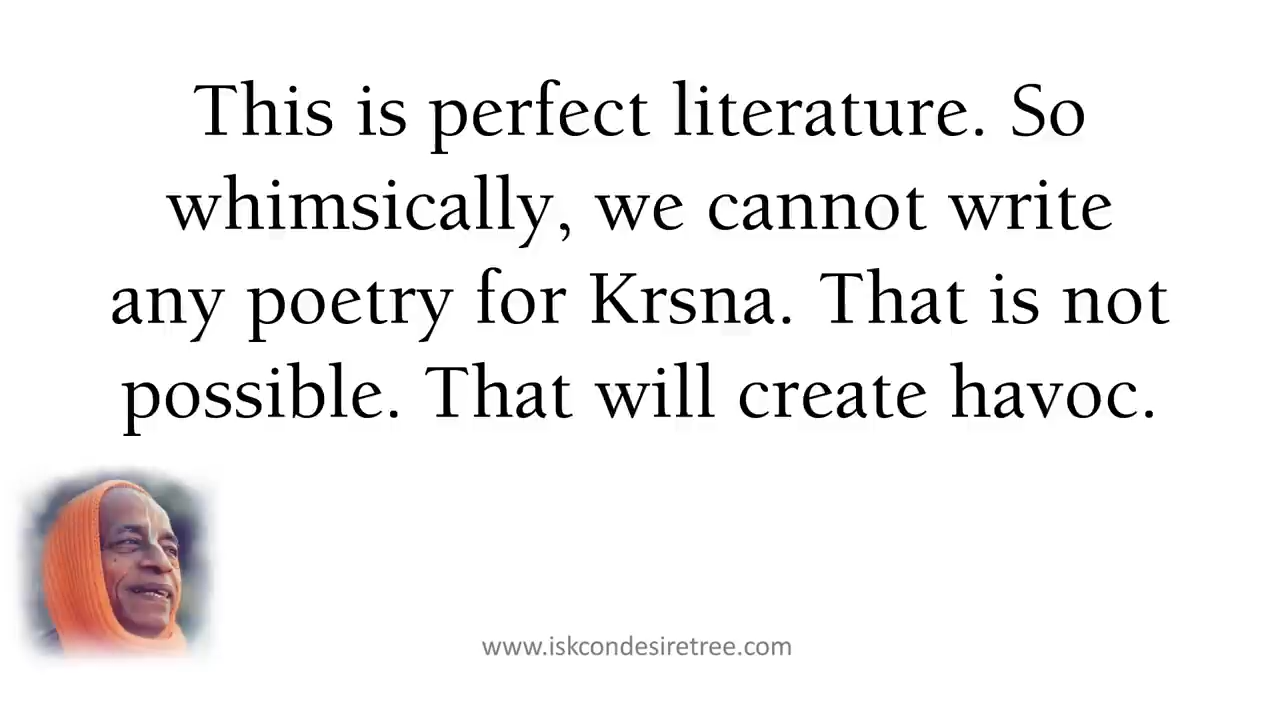 This is perfect literature. So
whimsically, we cannot write
any poetry for Krsna. That is not
possible. That will create havoc.
www.iskcondesiretree.com